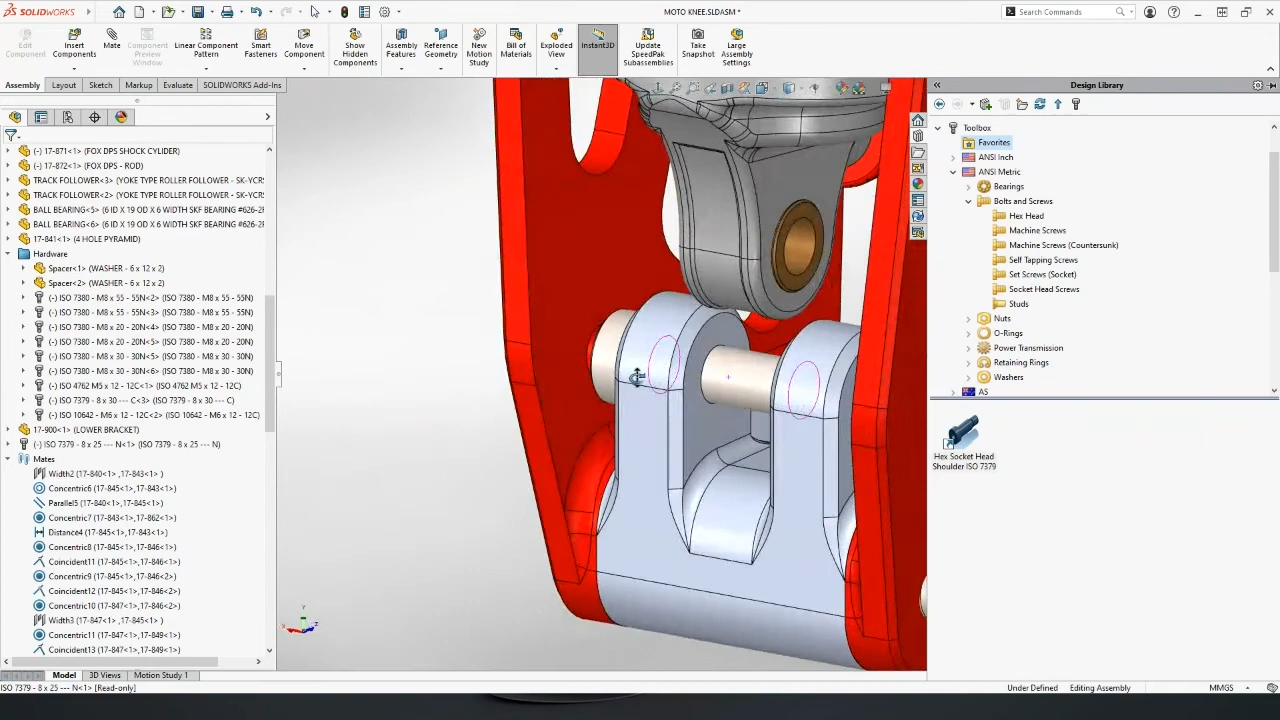 SOLIDWORKS
MOTO KNEE.SLDASM *
Search Commands
Edit
Component
Insert
Components
Mate
Component
Preview
Window
Linear Component
Pattern
Smart
Fasteners
Move
Component
Show
Hidden
Components
Assembly
Features
Reference
Geometry
New
Motion
Study
Bill of
Materials
Exploded
View
Instant3D
Update
SpeedPak
Subassemblies
Take
Snapshot
Large
Assembly
Settings
Assembly
Layout
Sketch
Markup
Evaluate
SOLIDWORKS Add-Ins
(-) 17-871<1> (FOX DPS SHOCK CYLIDER)
(-) 17-872<1> (FOX DPS - ROD)
TRACK FOLLOWER<3> (YOKE TYPE ROLLER FOLLOWER - SK-YCR
TRACK FOLLOWER<2> (YOKE TYPE ROLLER FOLLOWER - SK-YCR
BALL BEARING<5> (6 ID X 19 OD X 6 WIDTH SKF BEARING #626-2
BALL BEARING<6> (6 ID X 19 OD X 6 WIDTH SKF BEARING #626-2
17-841<1> (4 HOLE PYRAMID)
Hardware
Spacer<1> (WASHER - 6 x 12 x 2)
Spacer<2> (WASHER - 6 x 12 x 2)
(-) ISO 7380 - M8 x 55 - 55N<2> (ISO 7380 - M8 x 55 - 55N)
(-) ISO 7380 - M8 x 55 - 55N<3> (ISO 7380 - M8 x 55 - 55N)
(-) ISO 7380 - M8 x 20 - 20N<4> (ISO 7380 - M8 x 20 - 20N)
(-) ISO 7380 - M8 x 20 - 20N<5> (ISO 7380 - M8 x 20 - 20N)
(-) ISO 7380 - M8 x 30 - 30N<5> (ISO 7380 - M8 x 30 - 30N)
(-) ISO 7380 - M8 x 30 - 30N<6> (ISO 7380 - M8 x 30 - 30N)
(-) ISO 4762 M5 x 12 - 12C<1> (ISO 4762 M5 x 12 - 12C)
(-) ISO 7379 - 8 x 30 --- C<3> (ISO 7379 - 8 x 30 --- C)
(-) ISO 10642 - M6 x 12 - 12C<2> (ISO 10642 - M6 x 12 - 12C)
17-900<1> (LOWER BRACKET)
(-) ISO 7379 - 8 x 25 --- N<1> (ISO 7379 - 8 x 25 --- N)
Mates
Width2 (17-840<1> ,17-843<1> )
Concentric6 (17-845<1>,17-843<1>)
Parallel5 (17-840<1>,17-845<1>)
Concentric7 (17-843<1>,17-862<1>)
Distance4 (17-845<1>,17-843<1>)
Concentric8 (17-845<1>,17-846<1>)
Coincident11 (17-845<1>,17-846<1>)
Concentric9 (17-845<1>,17-846<2>)
Coincident12 (17-845<1>,17-846<2>)
Concentric10 (17-845<1>,17-846<2>)
Width3 (17-847<1> ,17-845<1>)
Concentric11 (17-847<1>,17-849<1>)
Coincident13 (17-847<1>,17-849<1>)
Y
X
Z
Model
3D Views
Motion Study 1
ISO 7379 - 8 x 25 --- N<1> [Read-only]
Under Defined
Editing Assembly
MMGS
Design Library
Toolbox
Favorites
ANSI Inch
ANSI Metric
Bearings
Bolts and Screws
Hex Head
Machine Screws
Machine Screws (Countersunk)
Self Tapping Screws
Set Screws (Socket)
Socket Head Screws
Studs
Nuts
O-Rings
Power Transmission
Retaining Rings
Washers
AS
Hex Socket Head
Shoulder ISO 7379